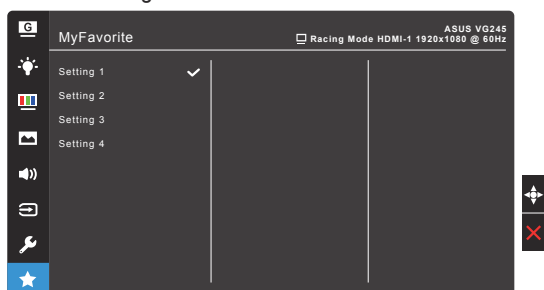 G
MyFavorite
ASUS VG245
Racing Mode HDMI-1 1920x1080 @ 60Hz
Setting 1
Setting 2
Setting 3
Setting 4